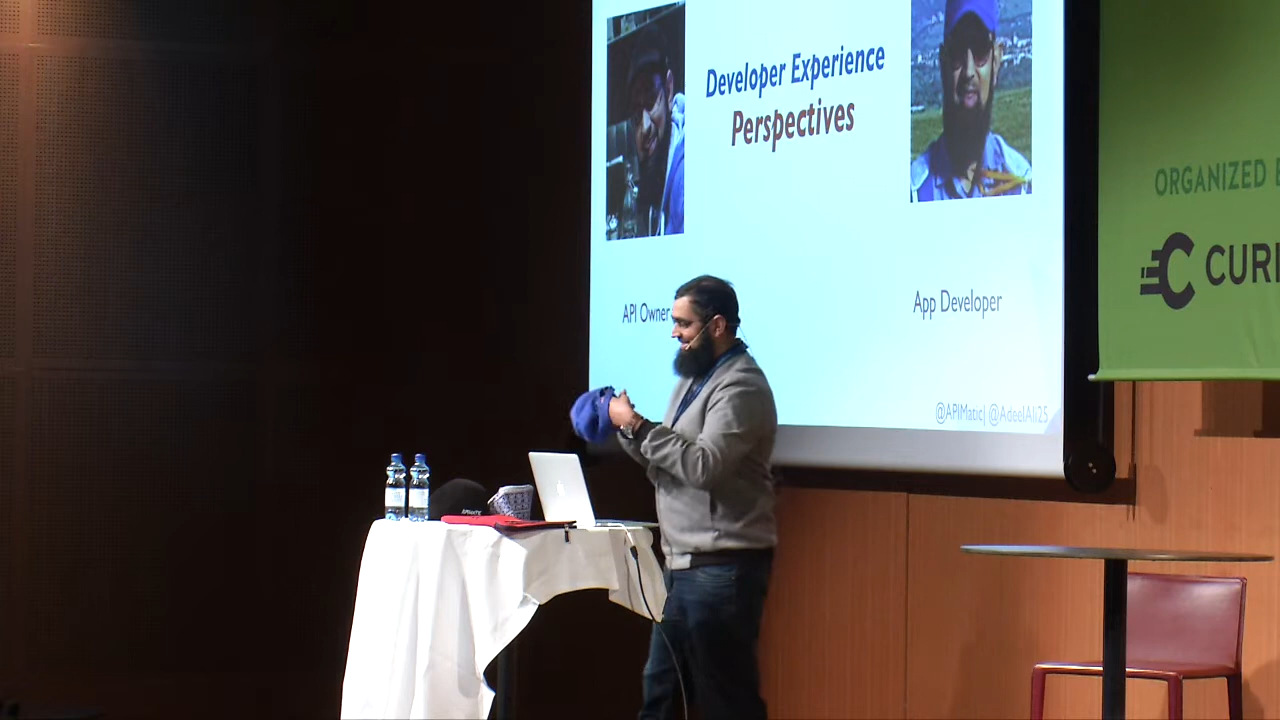 Developer Experience
Perspectives
API Owner
App Developer
@APIMatic| @AdeelAli25
ORGANIZED
CURI